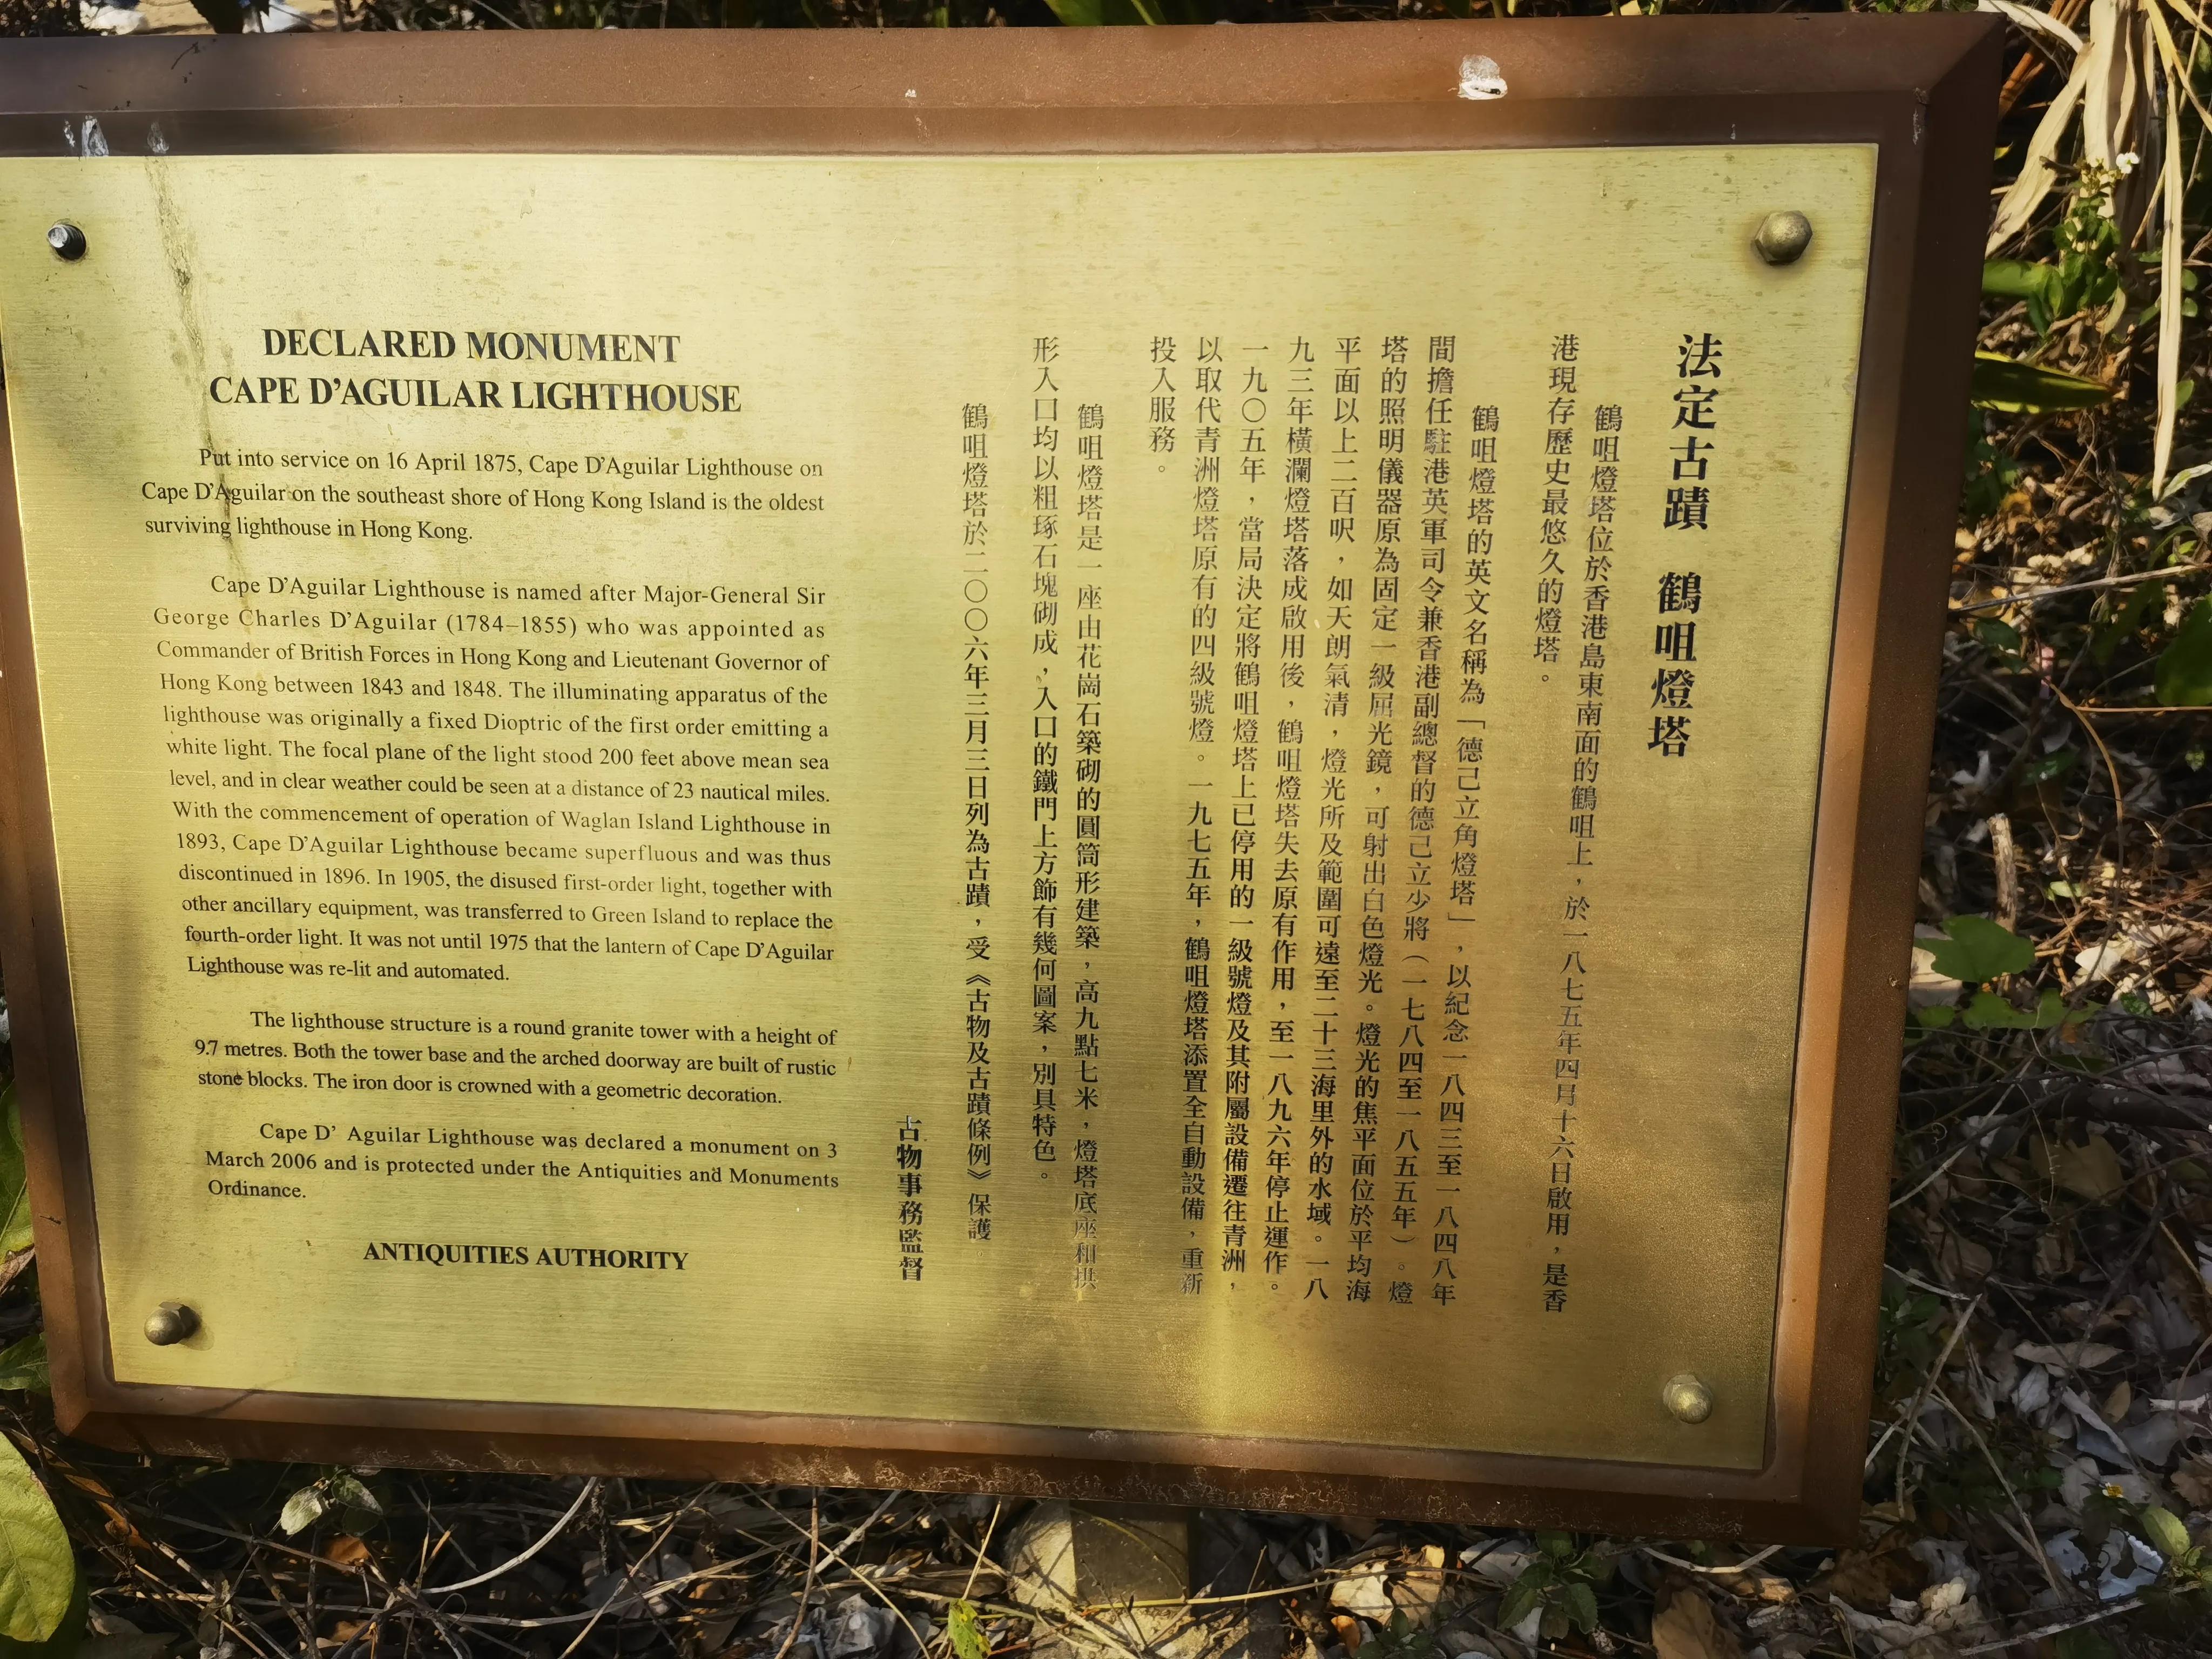 DECLARED MONUMENT
CAPE D'AGUILAR LIGHTHOUSE
Put into service on 16 April 1875, Cape D'Aguilar Lighthouse on
Cape D'Aguilar on the southeast shore of Hong Kong Island is the oldest
surviving lighthouse in Hong Kong.
Cape D'Aguilar Lighthouse is named after Major-General Sir
George Charles D'Aguilar (1784–1855) who was appointed as
Commander of British Forces in Hong Kong and Lieutenant Governor of
Hong Kong between 1843 and 1848. The illuminating apparatus of the
lighthouse was originally a fixed Dioptric of the first order emitting a
white light. The focal plane of the light stood 200 feet above mean sea
level, and in clear weather could be seen at a distance of 23 nautical miles.
With the commencement of operation of Waglan Island Lighthouse in
1893, Cape D'Aguilar Lighthouse became superfluous and was thus
discontinued in 1896. In 1905, the disused first-order light, together with
other ancillary equipment, was transferred to Green Island to replace the
fourth-order light. It was not until 1975 that the lantern of Cape D'Aguilar
Lighthouse was re-lit and automated.
The lighthouse structure is a round granite tower with a height of
9.7 metres. Both the tower base and the arched doorway are built of rustic
stone blocks. The iron door is crowned with a geometric decoration.
Cape D' Aguilar Lighthouse was declared a monument on 3
March 2006 and is protected under the Antiquities and Monuments
Ordinance.
ANTIQUITIES AUTHORITY
法定古蹟 鶴咀燈塔
鶴咀燈塔位於香港島東南面的鶴咀上，於一八七五年四月十六日啟用，是香
港現存歷史最悠久的燈塔。
鶴咀燈塔的英文名稱為「德己立角燈塔」，以紀念一八四三至一八四八年
間擔任駐港英軍司令兼香港副總督的德己立少將（一七八四至一八五五年）。燈
塔的照明儀器原為固定一級屈光鏡，可射出白色燈光。燈光的焦平面位於平均海
平面以上二百呎，如天朗氣清，燈光所及範圍可遠至二十三海里外的水域。一八
九三年橫瀾燈塔落成啟用後，鶴咀燈塔失去原有作用，至一八九六年停止運作。
一九〇五年，當局決定將鶴咀燈塔上已停用的一級號燈及其附屬設備遷往青洲，
以取代青洲燈塔原有的四級號燈。一九七五年，鶴咀燈塔添置全自動設備，重新
投入服務。
鶴咀燈塔是一座由花崗石築砌的圓筒形建築，高九點七米，燈塔底座和拱
形入口均以粗琢石塊砌成，入口的鐵門上方飾有幾何圖案，別具特色。
鶴咀燈塔於二〇〇六年三月三日列為古蹟，受《古物及古蹟條例》保護。
古物事務監督